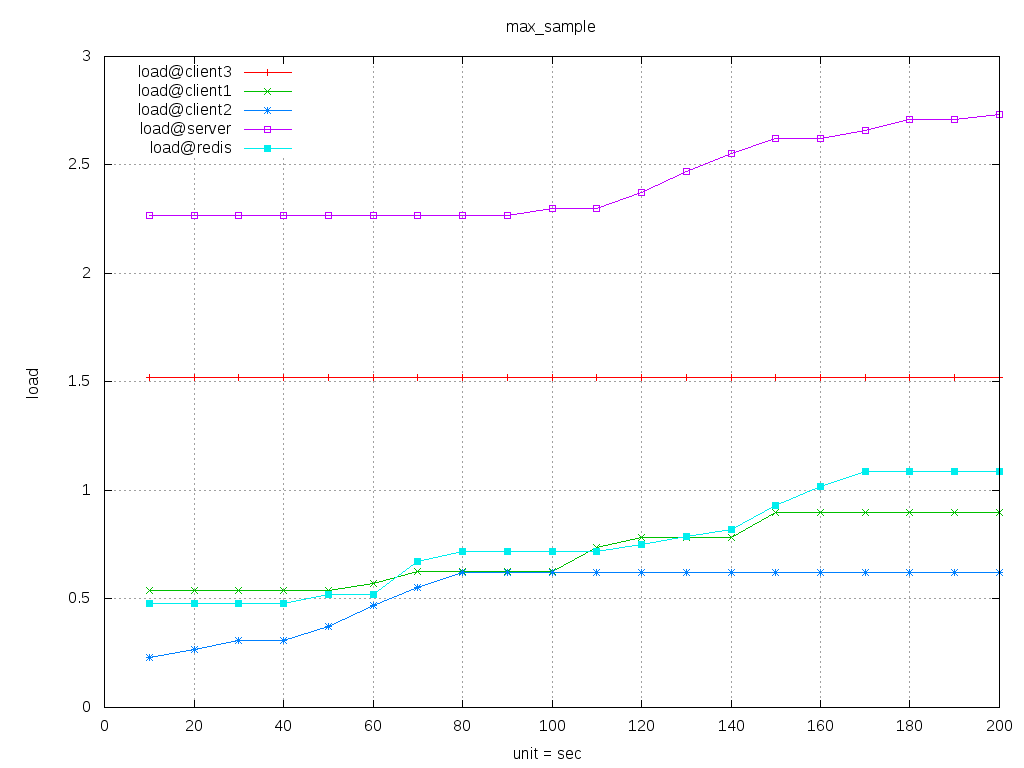 max_sample
load@client3
load@client1
load@client2
load@server
load@redis
3
2.5
2
1.5
1
0.5
0
load
0 20 40 60 80 100 120 140 160 180 200
unit = sec